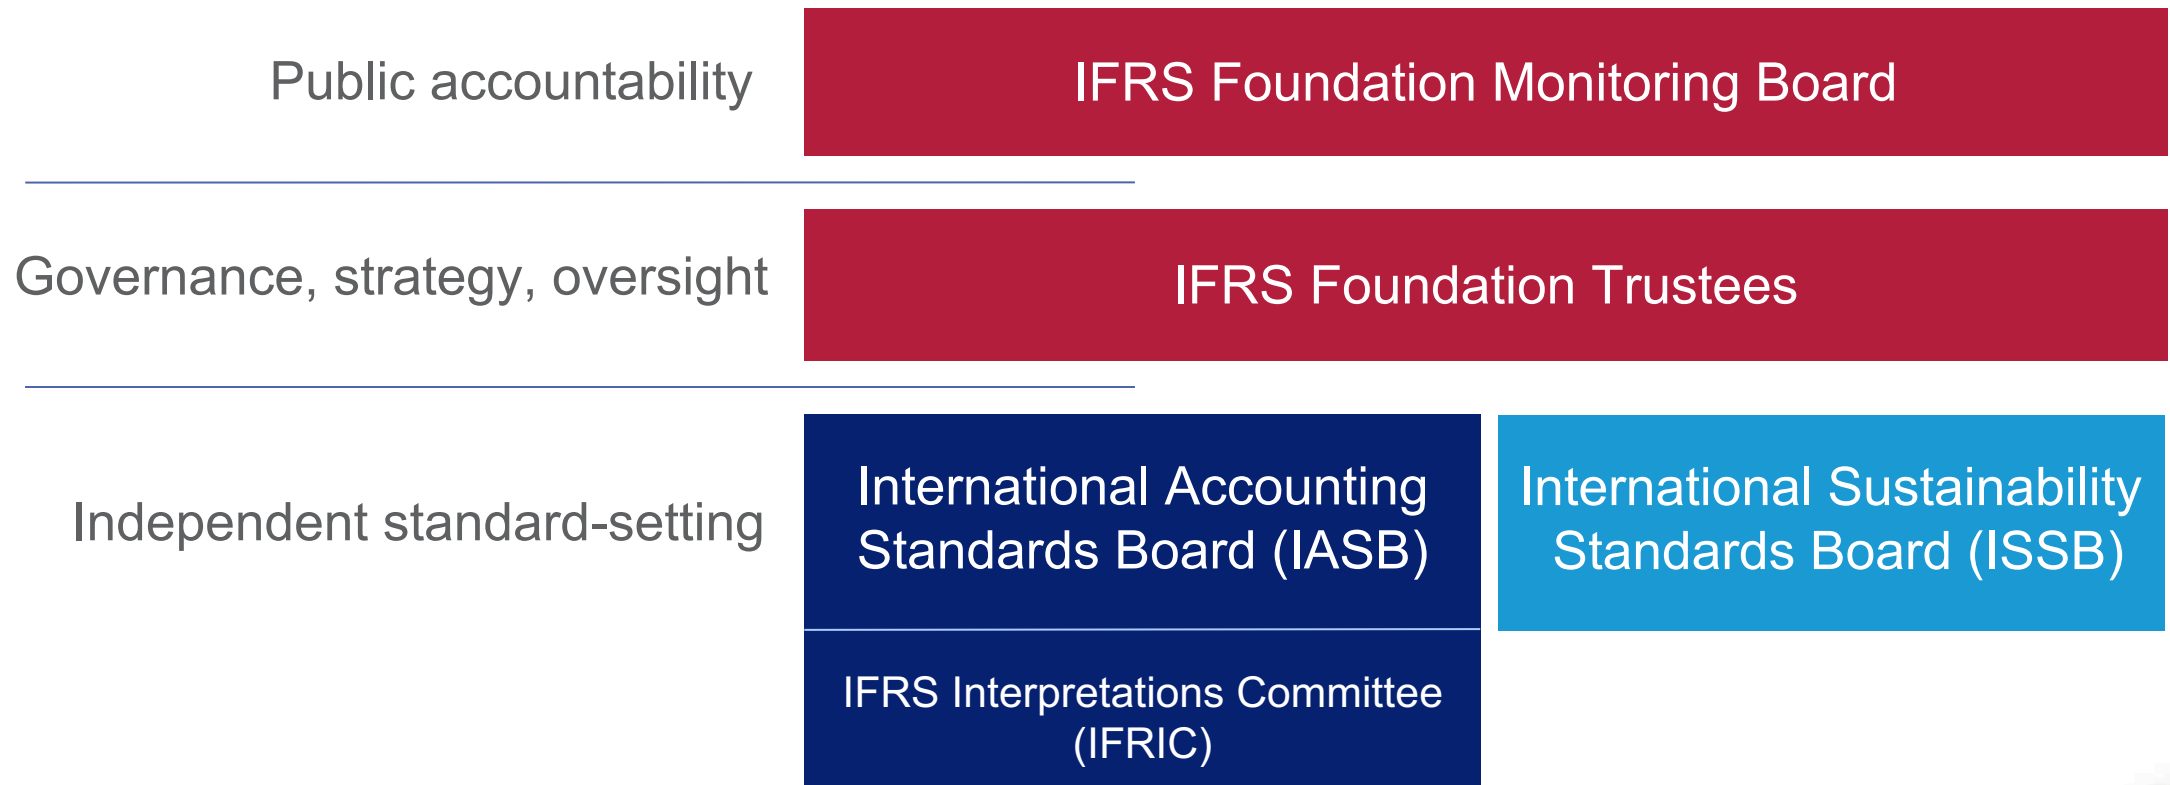 Public accountability
IFRS Foundation Monitoring Board
Governance, strategy, oversight
IFRS Foundation Trustees
Independent standard-setting
International Accounting
Standards Board (IASB)
International Sustainability
Standards Board (ISSB)
IFRS Interpretations Committee
(IFRIC)